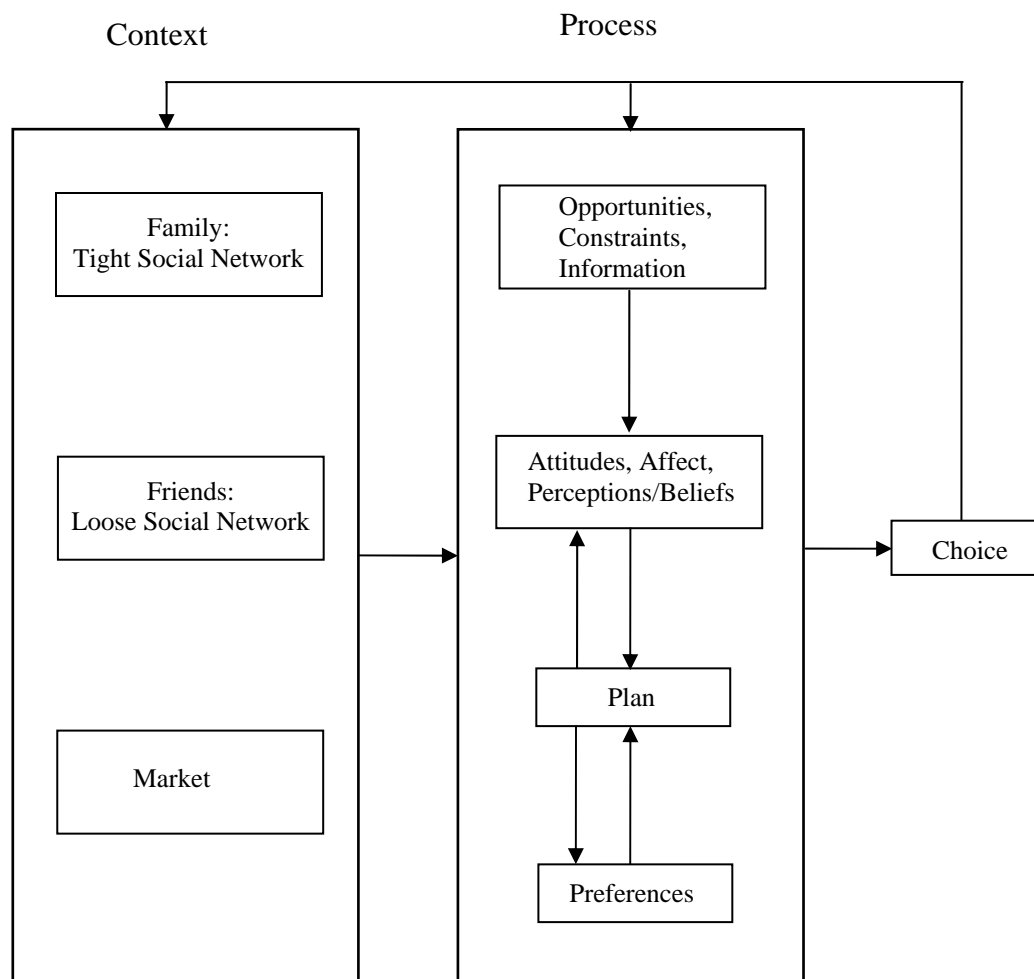 Context
Process
Family:
Tight Social Network
Friends:
Loose Social Network
Market
Opportunities,
Constraints,
Information
Attitudes, Affect,
Perceptions/Beliefs
Plan
Preferences
Choice